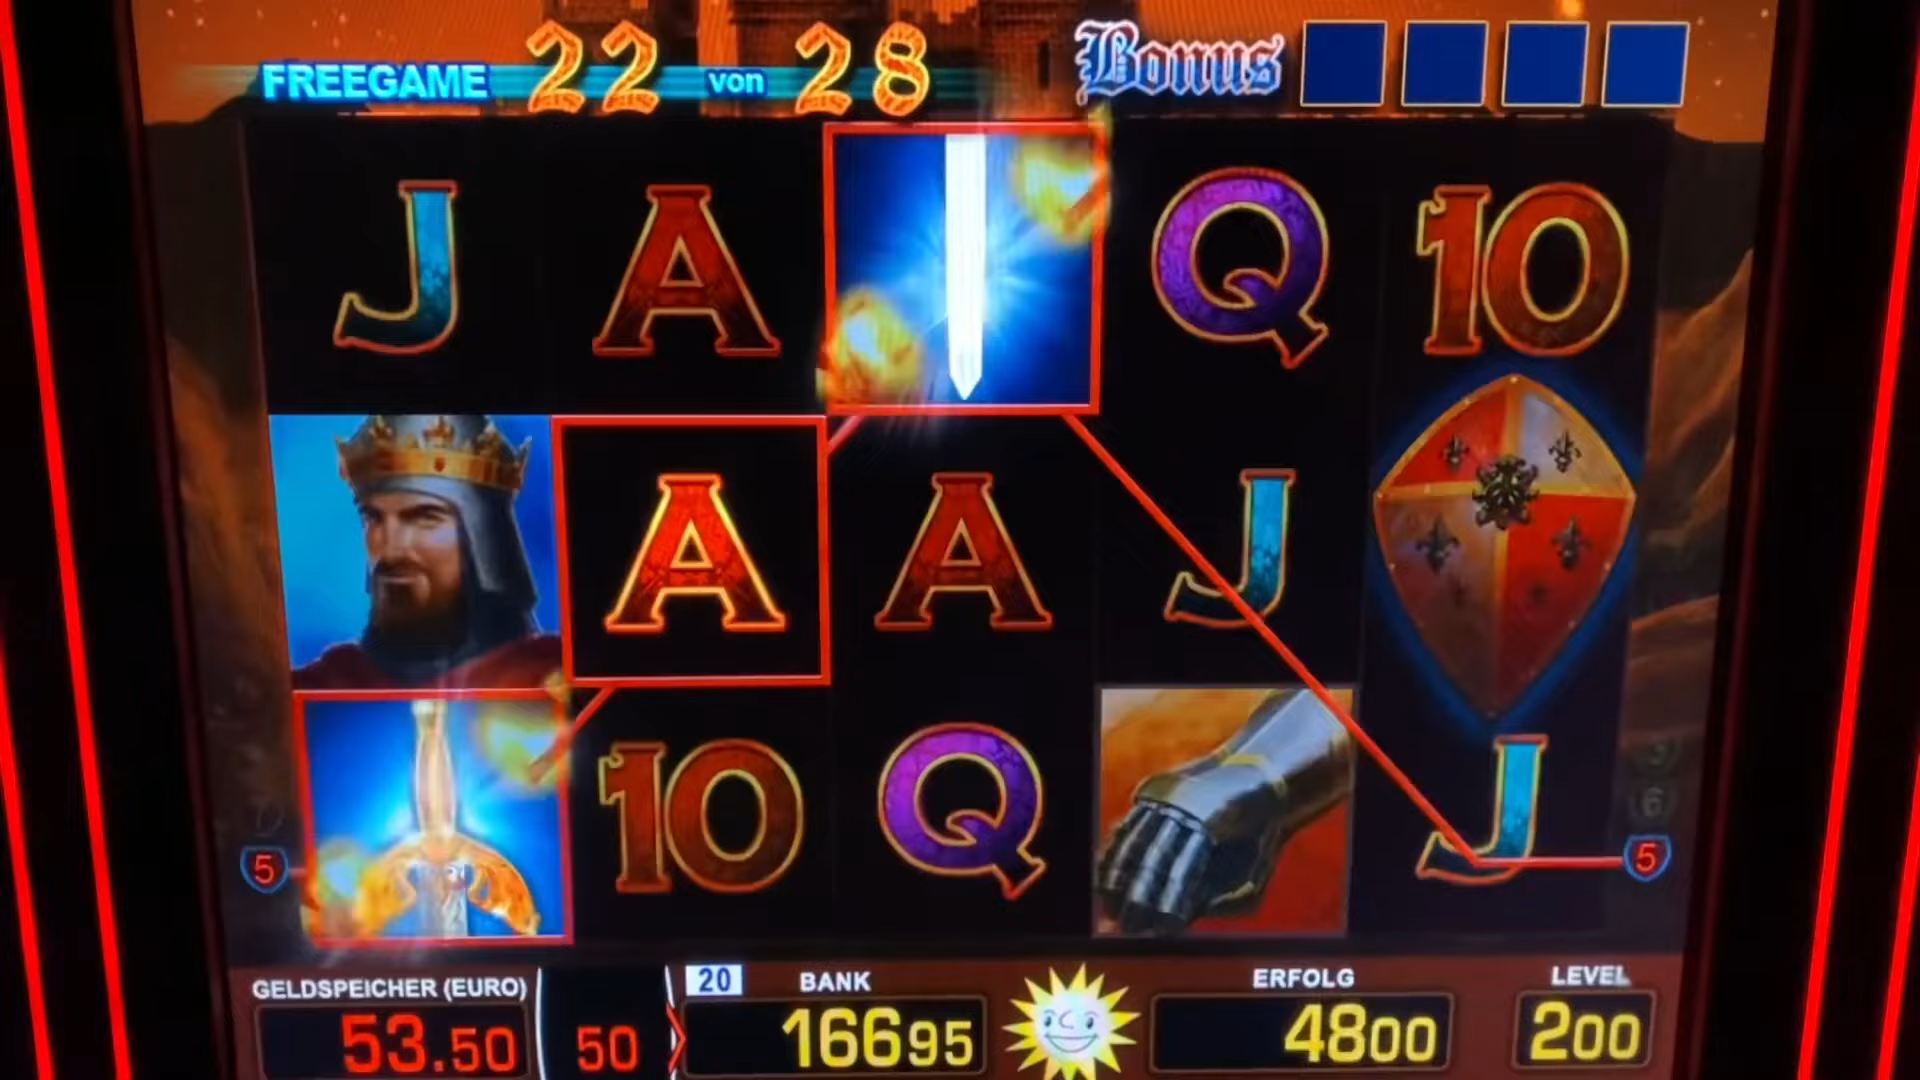 FREEGAME 22 von 28 Bonus
J A Q 10
A A J
10 Q J
5 5
6
GELDSPEICHER (EURO) 20 BANK ERFOLG LEVEL
53.50 50 16695 4800 200